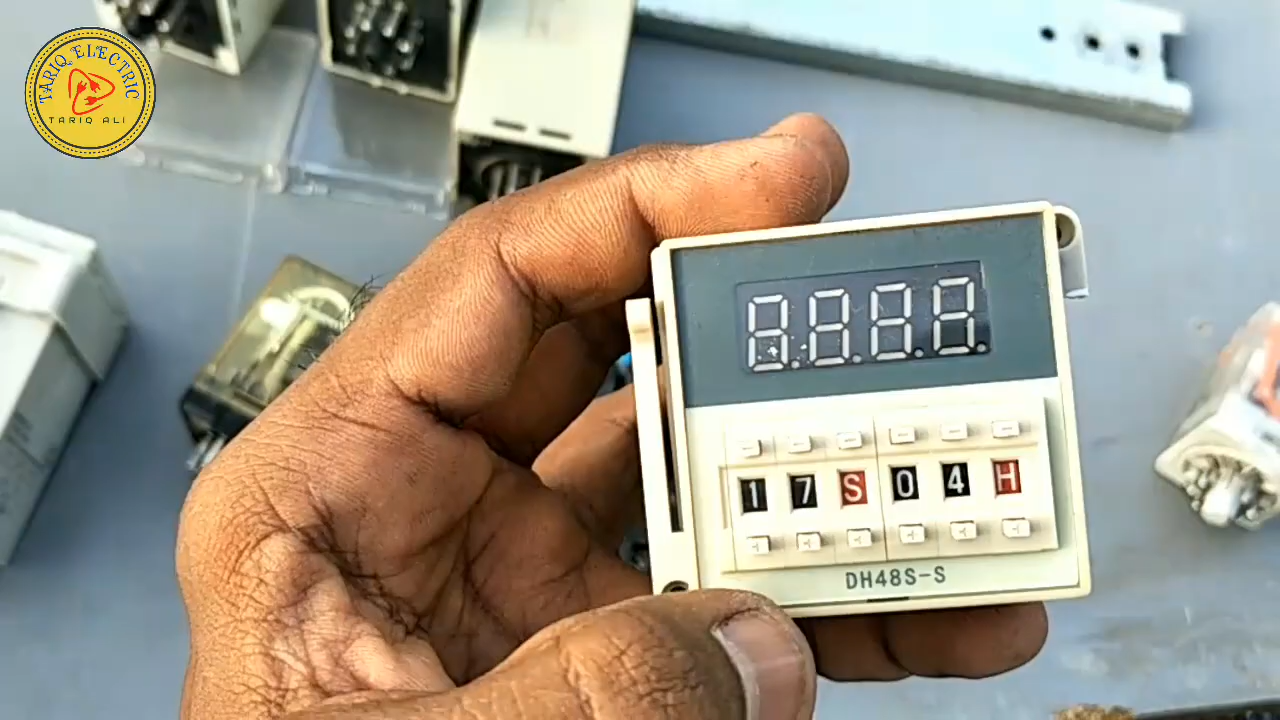 TARIQ ELECTRIC
TARIQ ALI
8.8.8.8.
1 7 S 0 4 H
DH48S-S